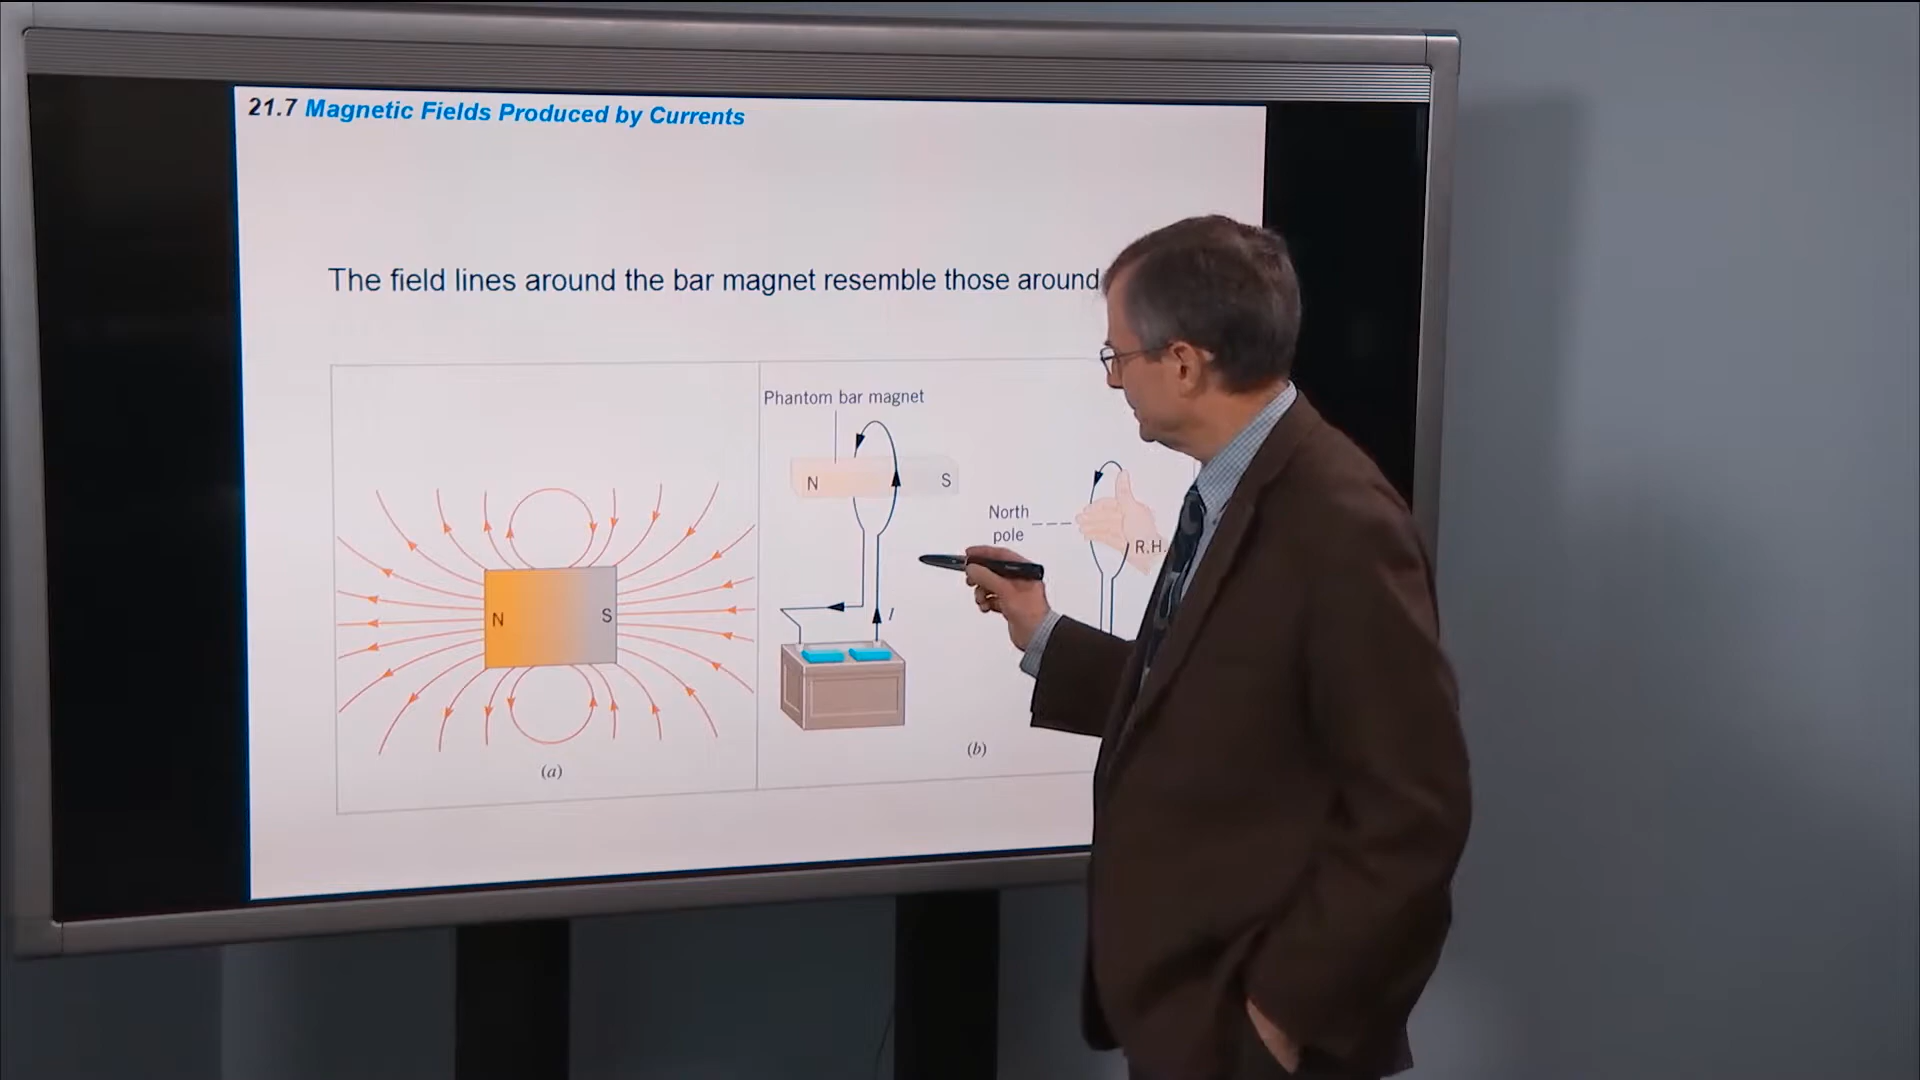 21.7 Magnetic Fields Produced by Currents
The field lines around the bar magnet resemble those around
Phantom bar magnet
N S
North
pole
R.H.
N S
I
(a)
(b)